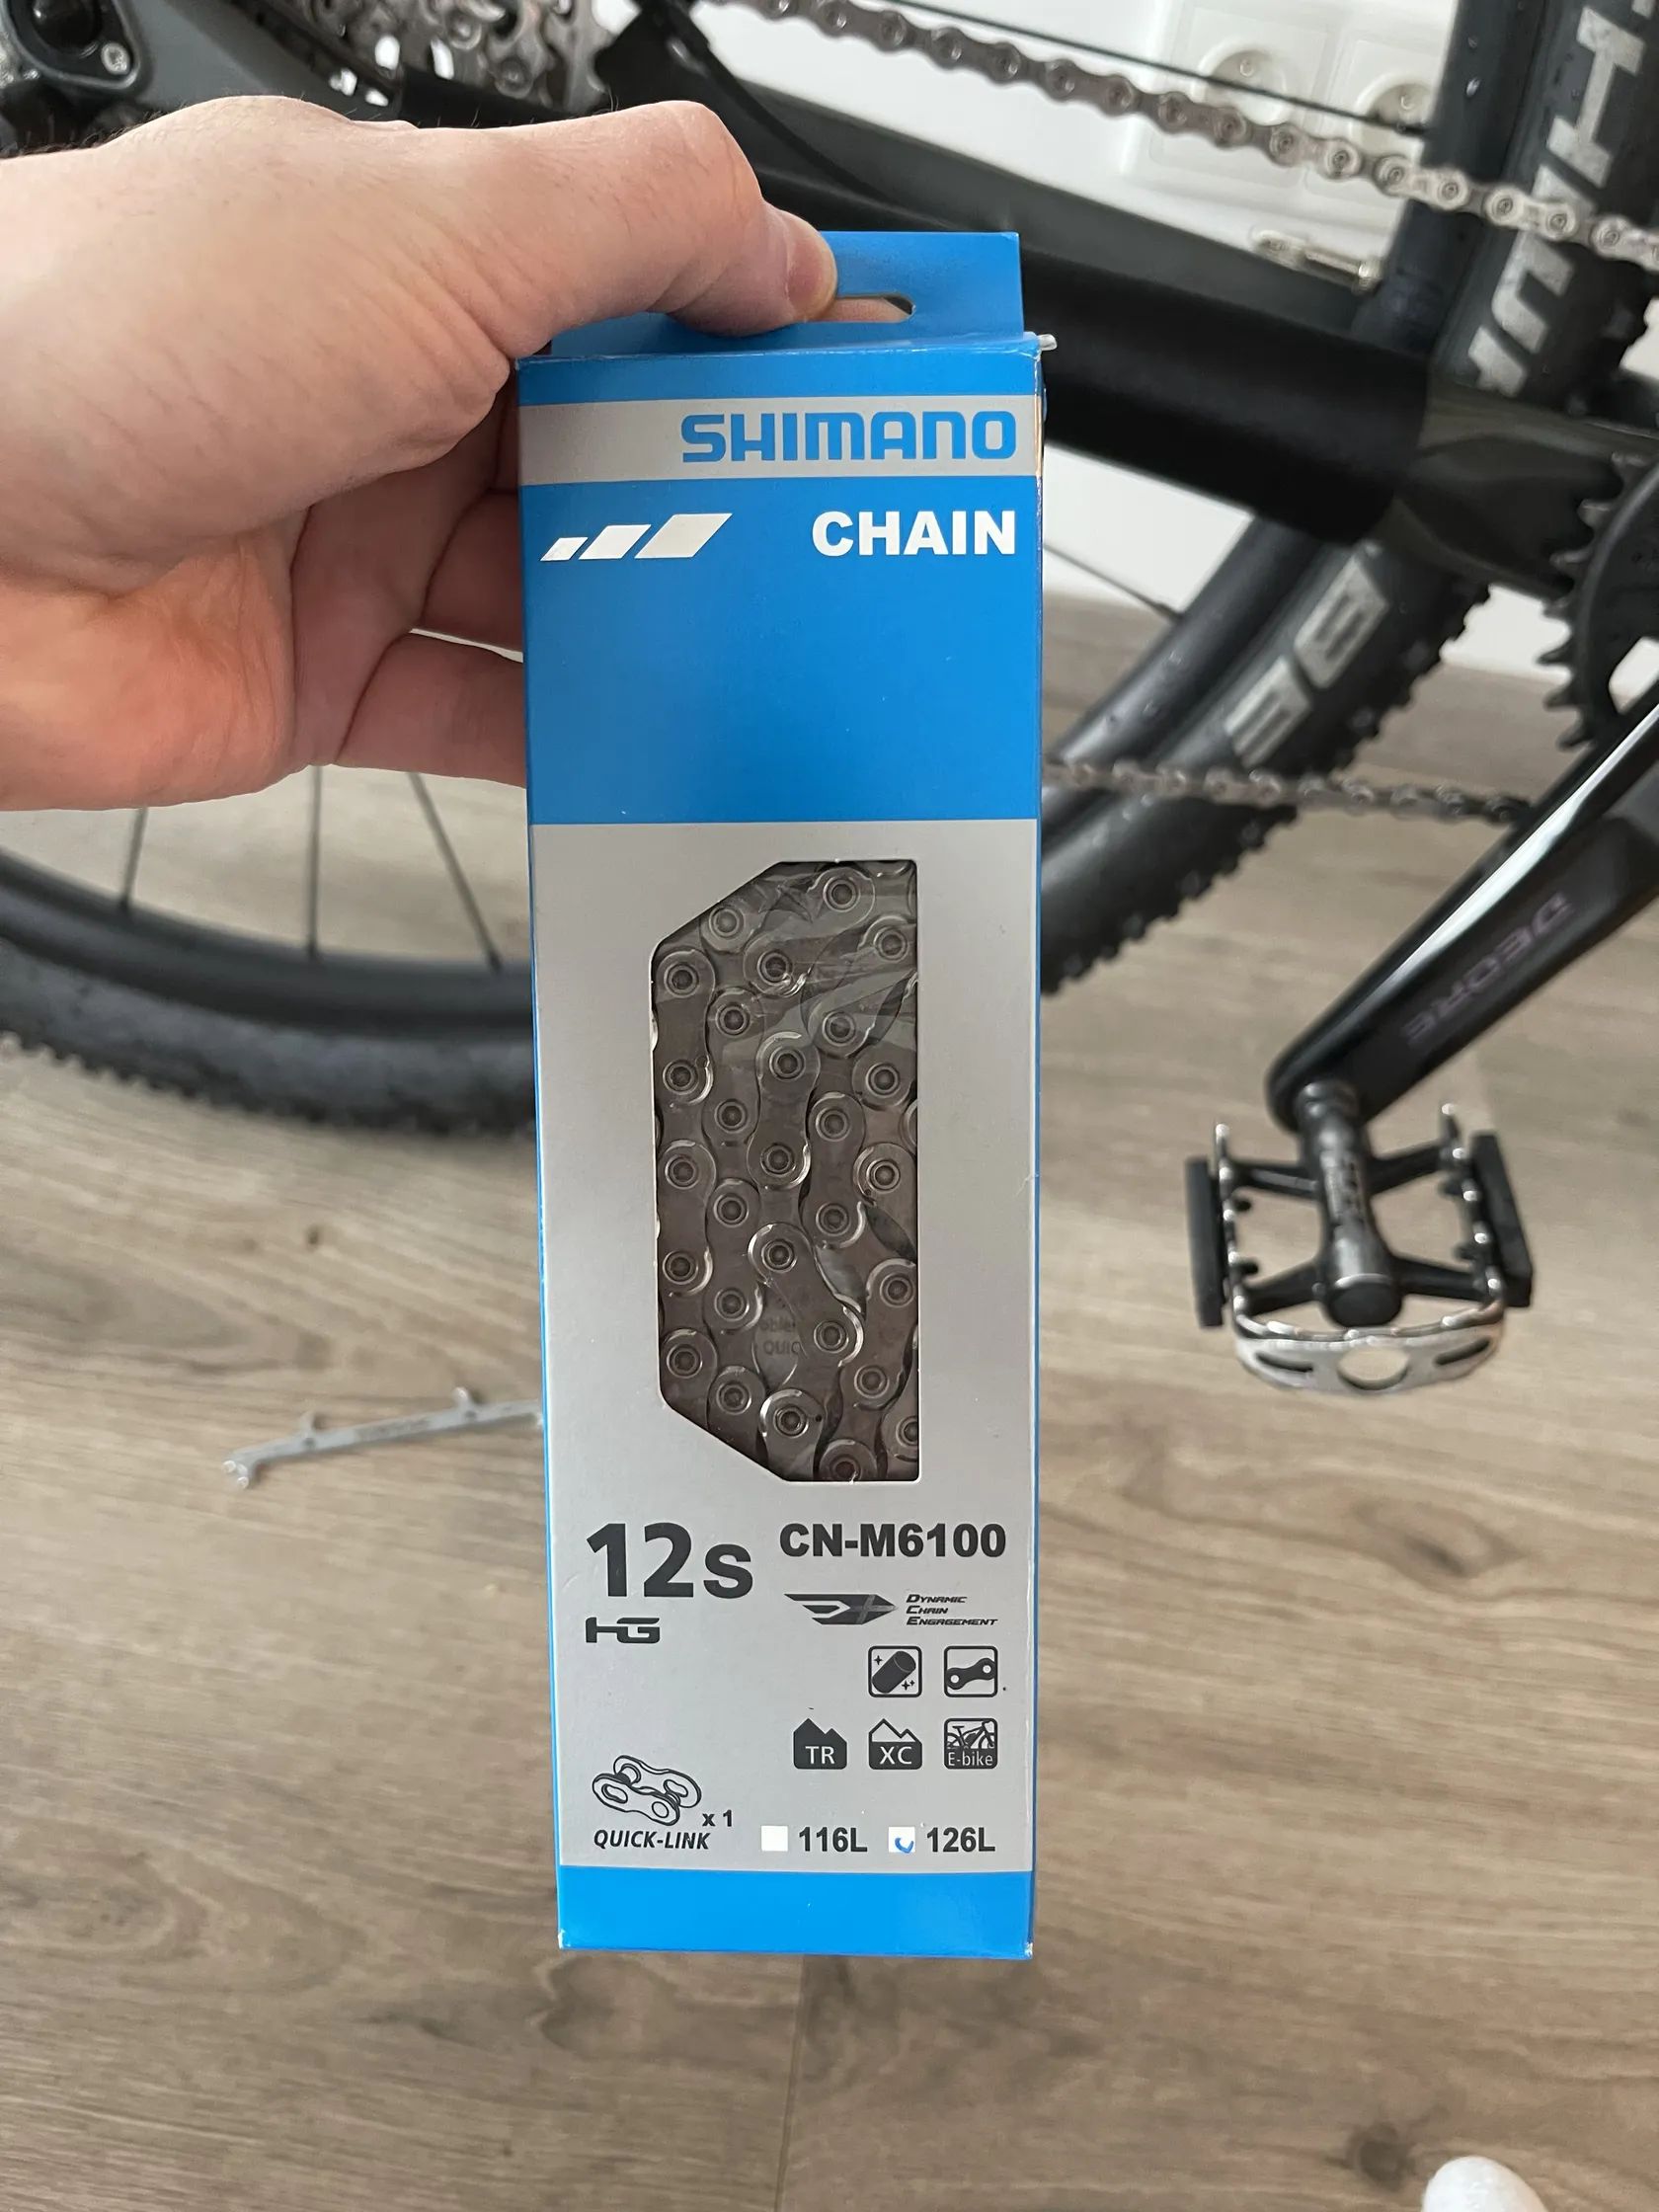 SHIMANO
CHAIN
12s
CN-M6100
HG
DYNAMIC
CHAIN
ENGAGEMENT
TR
XC
E-bike
x 1
QUICK-LINK
116L
126L
DEORE